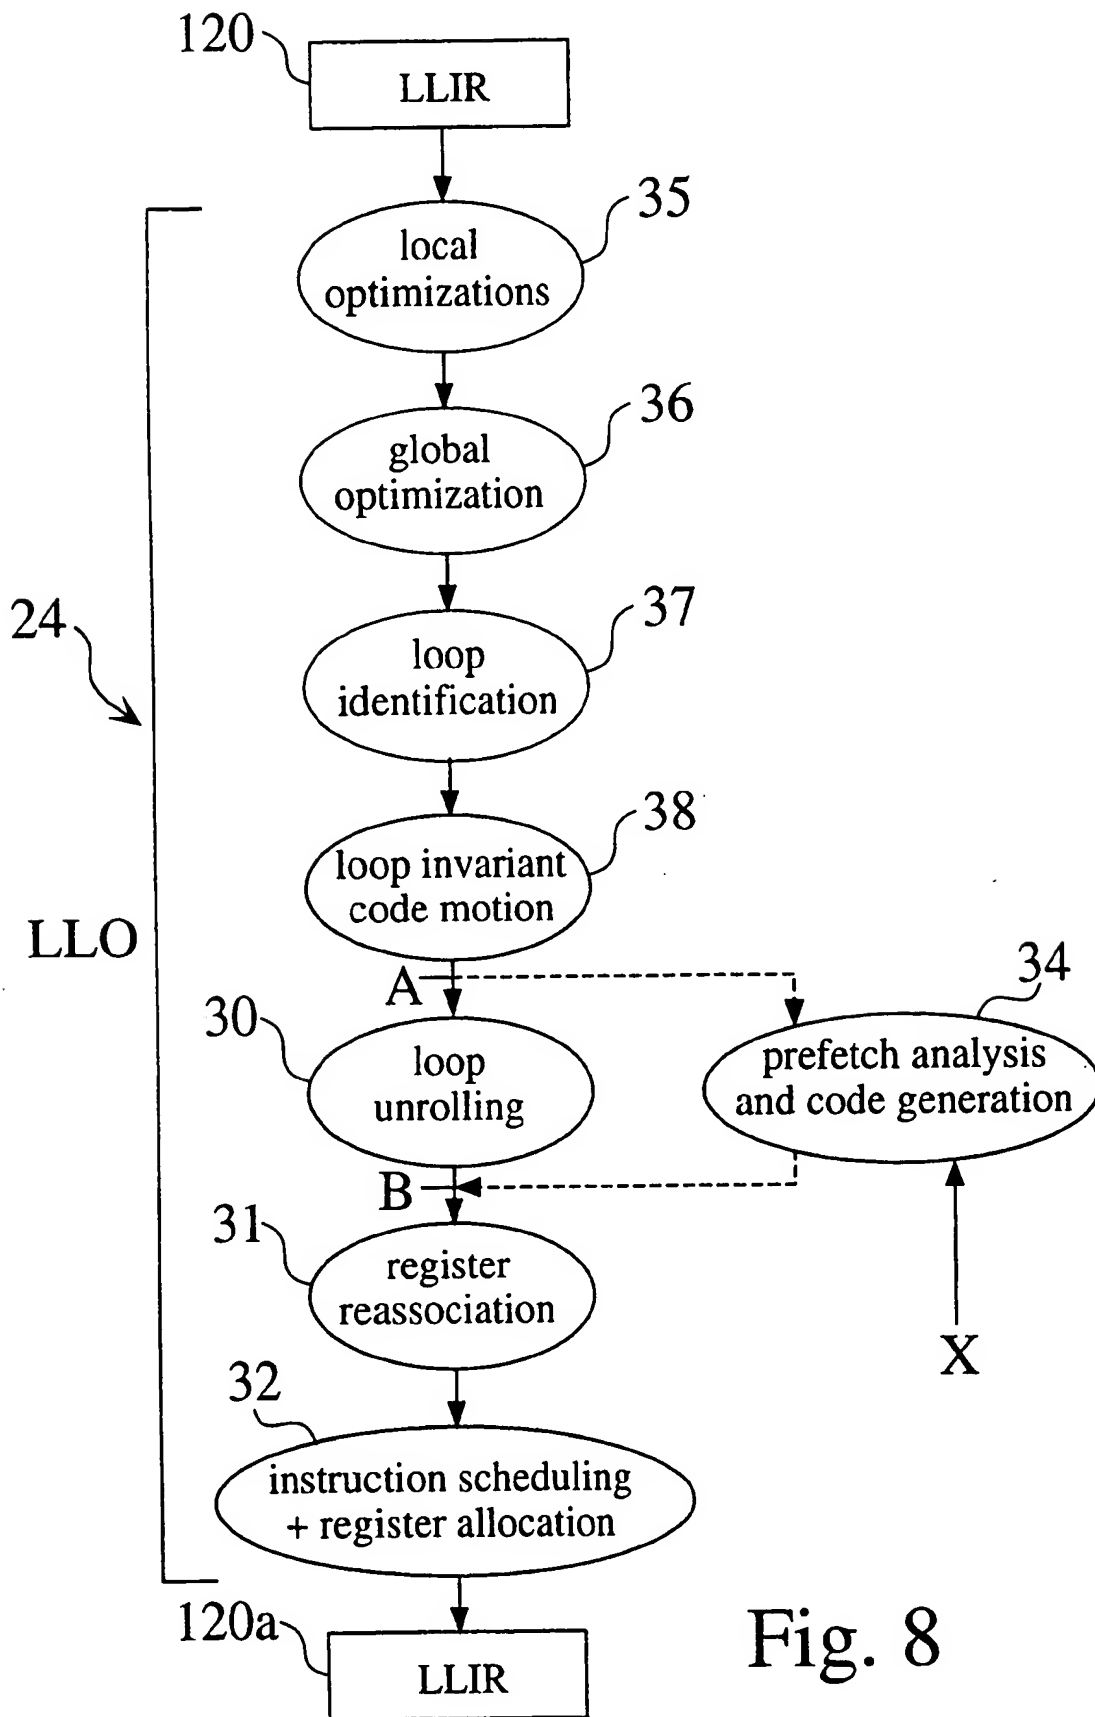 120
LLIR
35
local
optimizations
36
global
optimization
37
loop
identification
24
38
loop invariant
code motion
LLO
A
34
30
loop
unrolling
prefetch analysis
and code generation
B
31
register
reassociation
X
32
instruction scheduling
+ register allocation
120a
LLIR
Fig. 8